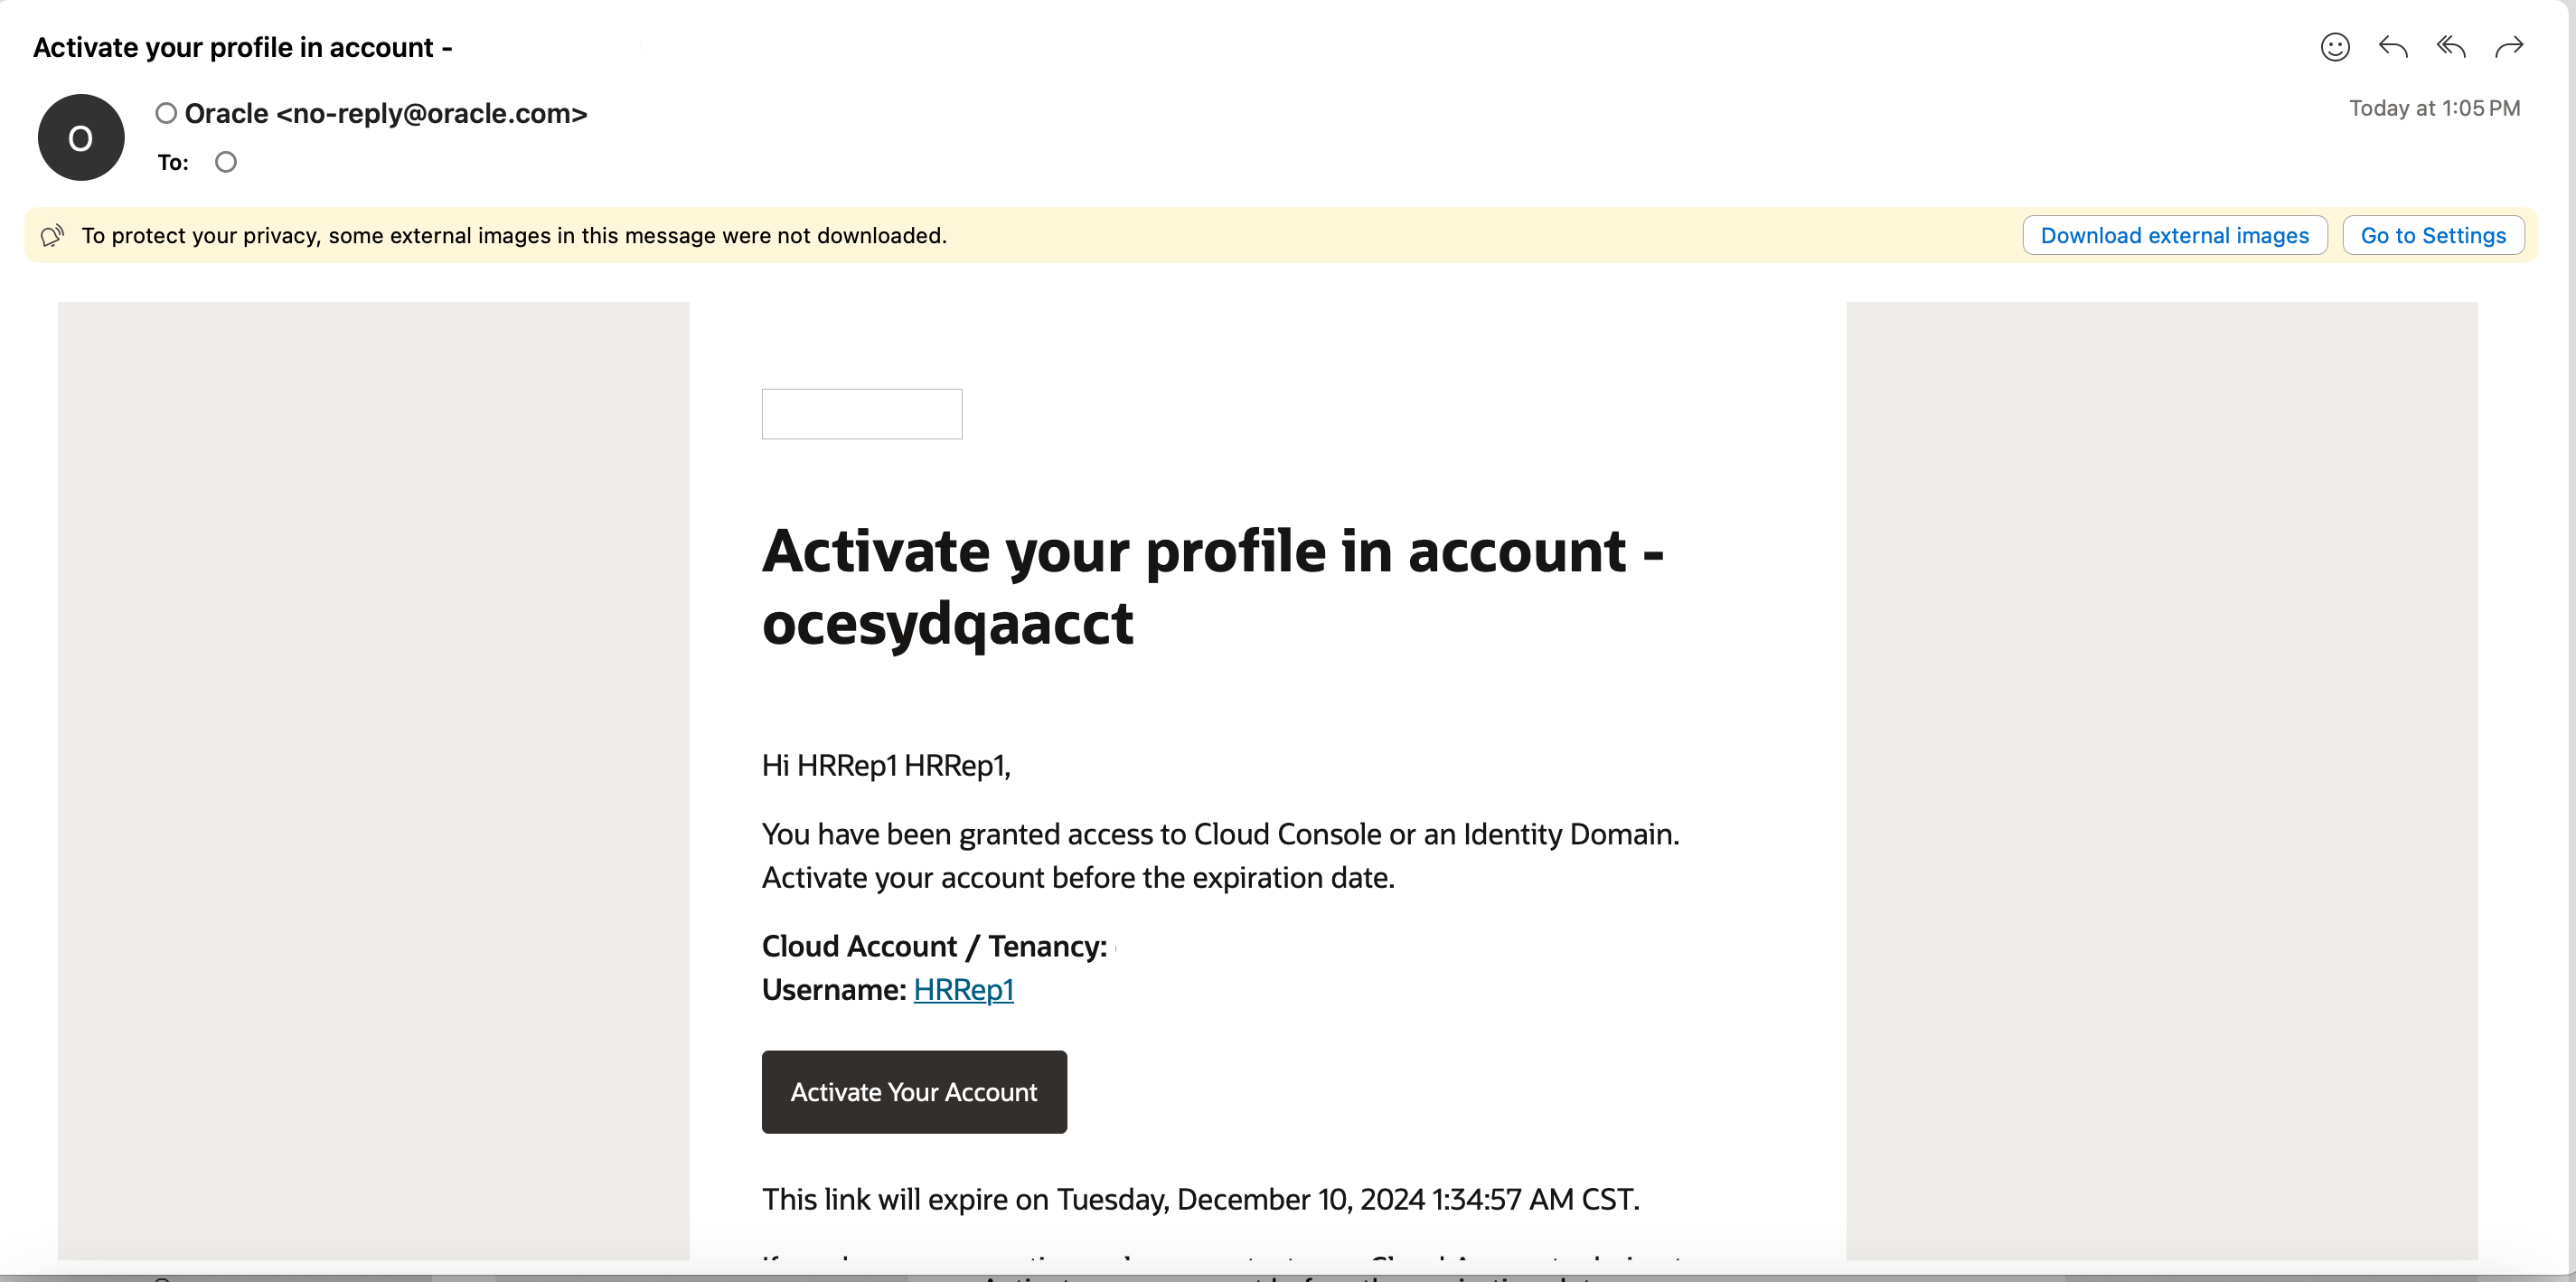 Activate your profile in account -
O
Oracle <no-reply@oracle.com>
Today at 1:05 PM
To:
To protect your privacy, some external images in this message were not downloaded.
Download external images
Go to Settings
Activate your profile in account -
ocesydqaacct
Hi HRRep1 HRRep1,
You have been granted access to Cloud Console or an Identity Domain.
Activate your account before the expiration date.
Cloud Account / Tenancy:
Username: HRRep1
Activate Your Account
This link will expire on Tuesday, December 10, 2024 1:34:57 AM CST.